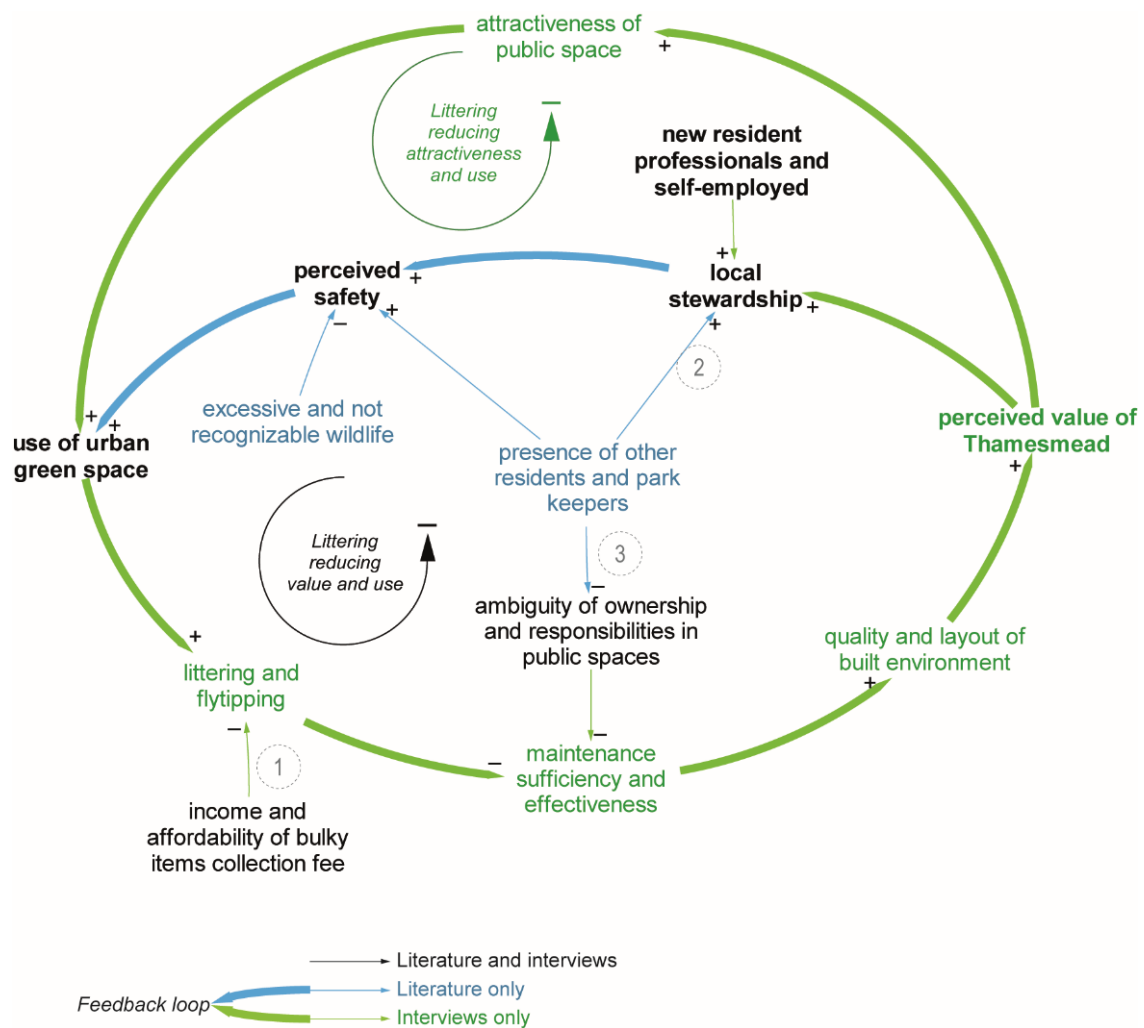 attractiveness of
public space
+
Littering
reducing
attractiveness
and use
−
new resident
professionals and
self-employed
+
perceived
safety
+
+
−
local
stewardship
+
+
2
excessive and not
recognizable wildlife
+
+
use of urban
green space
presence of other
residents and park
keepers
perceived value of
Thamesmead
+
Littering
reducing
value and use
−
3
−
ambiguity of ownership
and responsibilities in
public spaces
quality and layout of
built environment
+
+
littering and
flytipping
−
1
−
−
maintenance
sufficiency and
effectiveness
income and
affordability of bulky
items collection fee
Literature and interviews
Feedback loop
Literature only
Interviews only